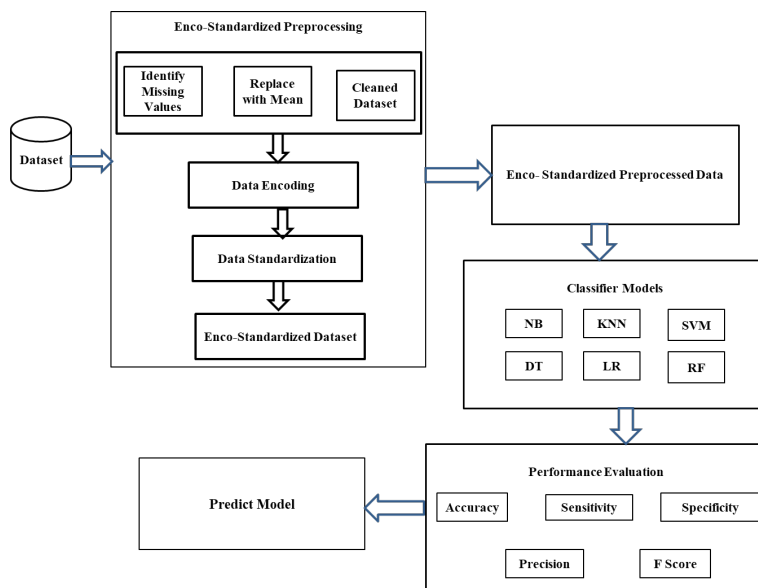 Enco-Standardized Preprocessing
Identify
Missing
Values
Replace
with Mean
Cleaned
Dataset
Dataset
Data Encoding
Data Standardization
Enco-Standardized Dataset
Enco- Standardized Preprocessed Data
Classifier Models
NB
KNN
SVM
DT
LR
RF
Performance Evaluation
Accuracy
Sensitivity
Specificity
Precision
F Score
Predict Model